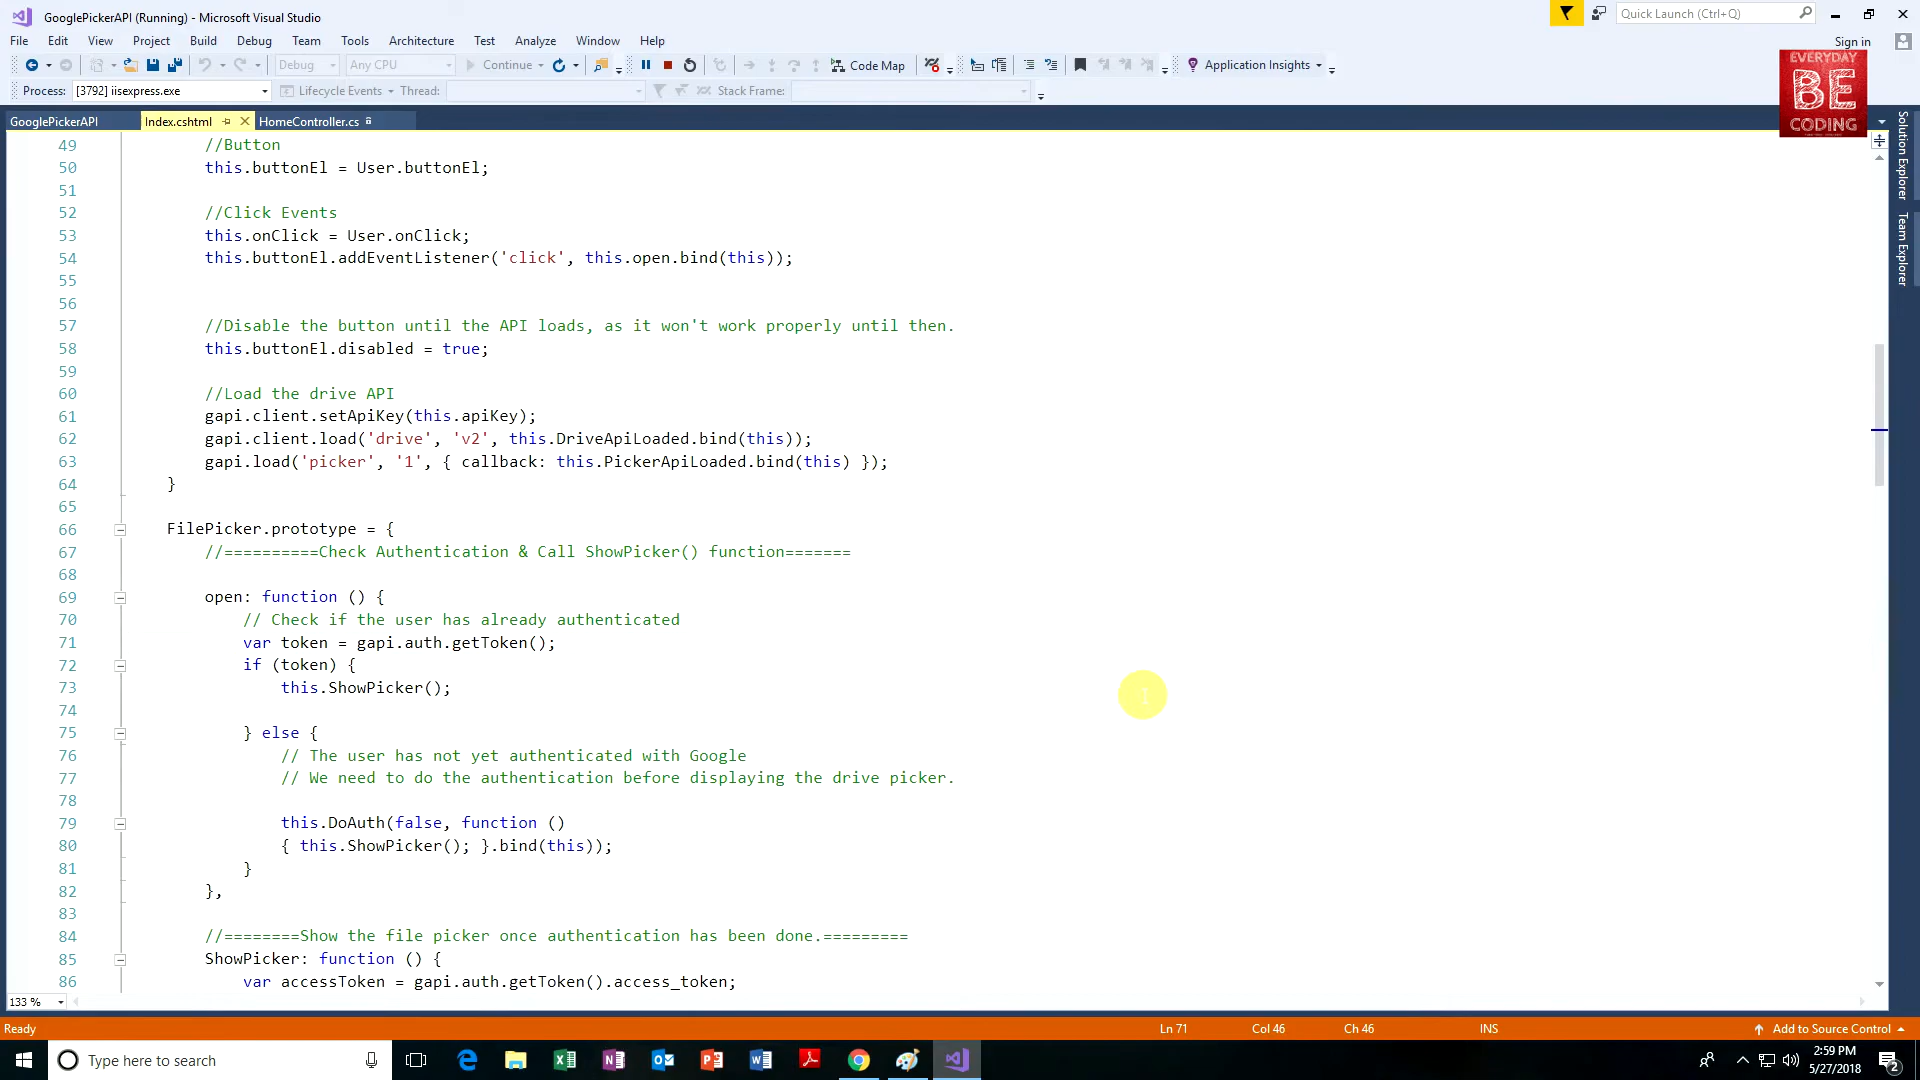 GooglePickerAPI (Running) - Microsoft Visual Studio
Quick Launch (Ctrl+Q)
File Edit View Project Build Debug Team Tools Architecture Test Analyze Window Help
Sign in
Debug Any CPU Continue Code Map Application Insights
Process: [3792] iisexpress.exe Lifecycle Events Thread: Stack Frame:
EVERYDAY
BE
CODING
GooglePickerAPI Index.cshtml HomeController.cs
Solution Explorer
Team Explorer
49 //Button
50 this.buttonEl = User.buttonEl;
51
52 //Click Events
53 this.onClick = User.onClick;
54 this.buttonEl.addEventListener('click', this.open.bind(this));
55
56
57 //Disable the button until the API loads, as it won't work properly until then.
58 this.buttonEl.disabled = true;
59
60 //Load the drive API
61 gapi.client.setApiKey(this.apiKey);
62 gapi.client.load('drive', 'v2', this.DriveApiLoaded.bind(this));
63 gapi.load('picker', '1', { callback: this.PickerApiLoaded.bind(this) });
64 }
65
66 FilePicker.prototype = {
67 //==========Check Authentication & Call ShowPicker() function=======
68
69 open: function () {
70 // Check if the user has already authenticated
71 var token = gapi.auth.getToken();
72 if (token) {
73 this.ShowPicker();
74
75 } else {
76 // The user has not yet authenticated with Google
77 // We need to do the authentication before displaying the drive picker.
78
79 this.DoAuth(false, function ()
80 { this.ShowPicker(); }.bind(this));
81 }
82 },
83
84 //========Show the file picker once authentication has been done.=========
85 ShowPicker: function () {
86 var accessToken = gapi.auth.getToken().access_token;
133 %
Ready Ln 71 Col 46 Ch 46 INS Add to Source Control
Type here to search
2:59 PM
5/27/2018
2